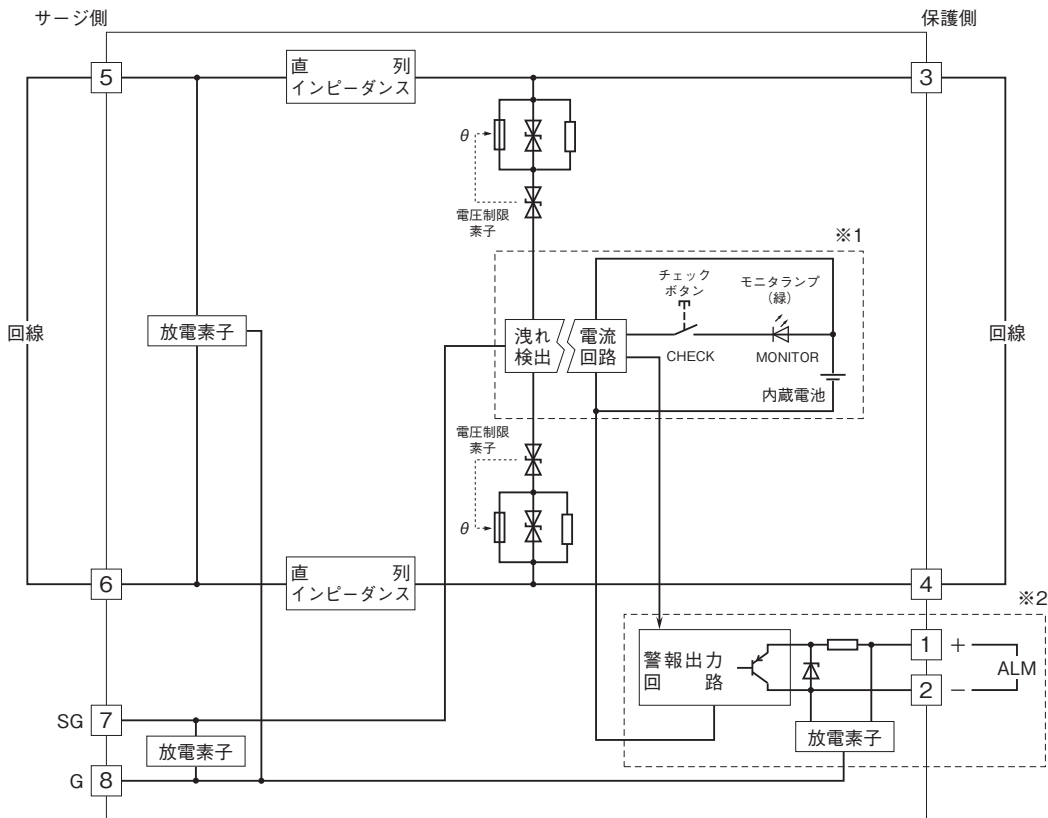 サージ側
保護側
5
直列
インピーダンス
3
θ
電圧制限
素子
※1
チェック
ボタン
モニタランプ
(緑)
回線
放電素子
洩れ
検出
電流
回路
CHECK
MONITOR
内蔵電池
回線
電圧制限
素子
θ
6
直列
インピーダンス
4
※2
警報出力
回路
1
+
ALM
2
−
SG
7
放電素子
放電素子
G
8